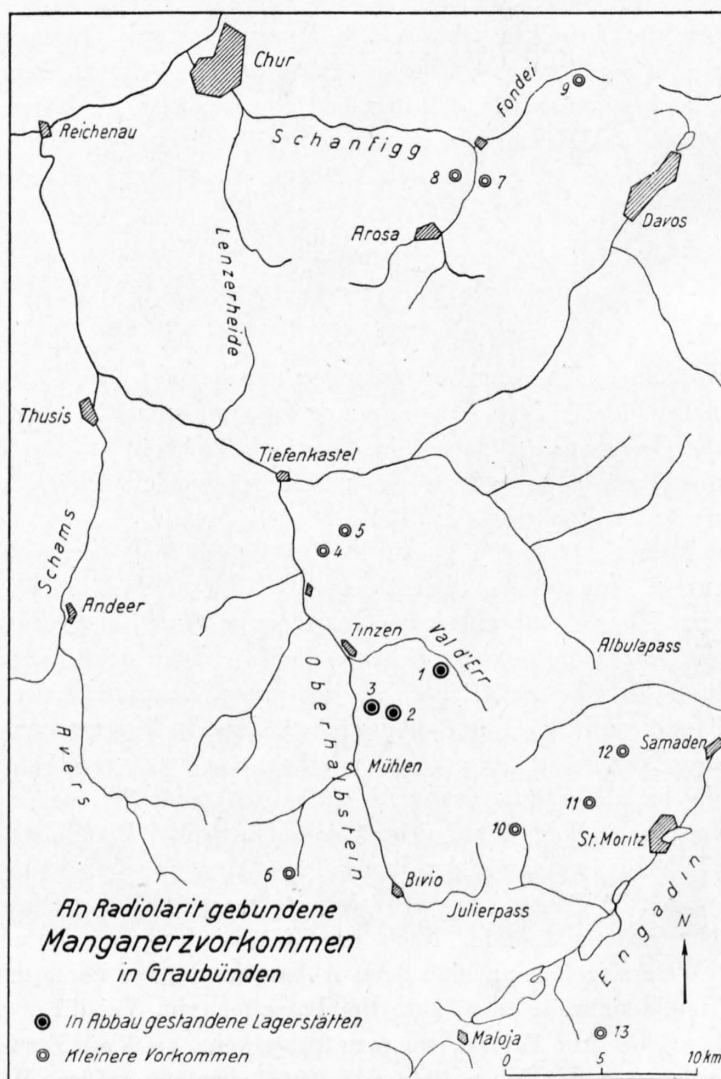 Chur
Reichenau
Schanfigg
Fondei
9
8
7
Arosa
Davos
Lenzerheide
Thusis
Tiefenkastel
5
4
Schams
Andeer
Tinzen
Val d'Err
Albulapass
1
3
2
Oberhalbstein
Avers
Mühlen
Samaden
12
11
10
St. Moritz
6
Bivio
Julierpass
Engadin
N
An Radiolarit gebundene
Manganerzvorkommen
in Graubünden
In Abbau gestandene Lagerstätten
Kleinere Vorkommen
Maloja
13
0 5 10 km